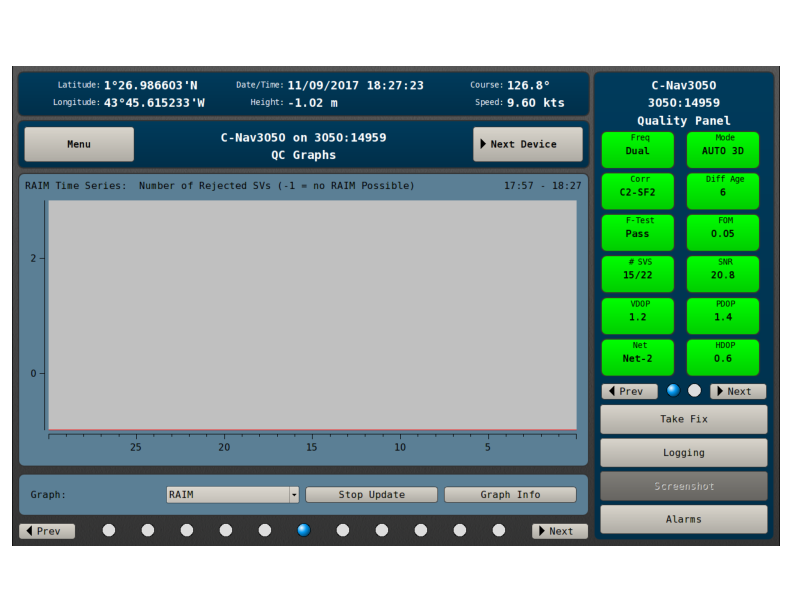 Latitude: 1°26.986603'N
Date/Time: 11/09/2017 18:27:23
Course: 126.8°
Longitude: 43°45.615233'W
Height: -1.02 m
Speed: 9.60 kts
Menu
C-Nav3050 on 3050:14959
QC Graphs
Next Device
RAIM Time Series: Number of Rejected SVs (-1 = no RAIM Possible)
17:57 - 18:27
2
0
25 20 15 10 5
Graph:
RAIM
Stop Update
Graph Info
Prev
Next
C-Nav3050
3050:14959
Quality Panel
Freq
Dual
Mode
AUTO 3D
Corr
C2-SF2
Diff Age
6
F-Test
Pass
FOM
0.05
# SVS
15/22
SNR
20.8
VDOP
1.2
PDOP
1.4
Net
Net-2
HDOP
0.6
Prev
Next
Take Fix
Logging
Screenshot
Alarms